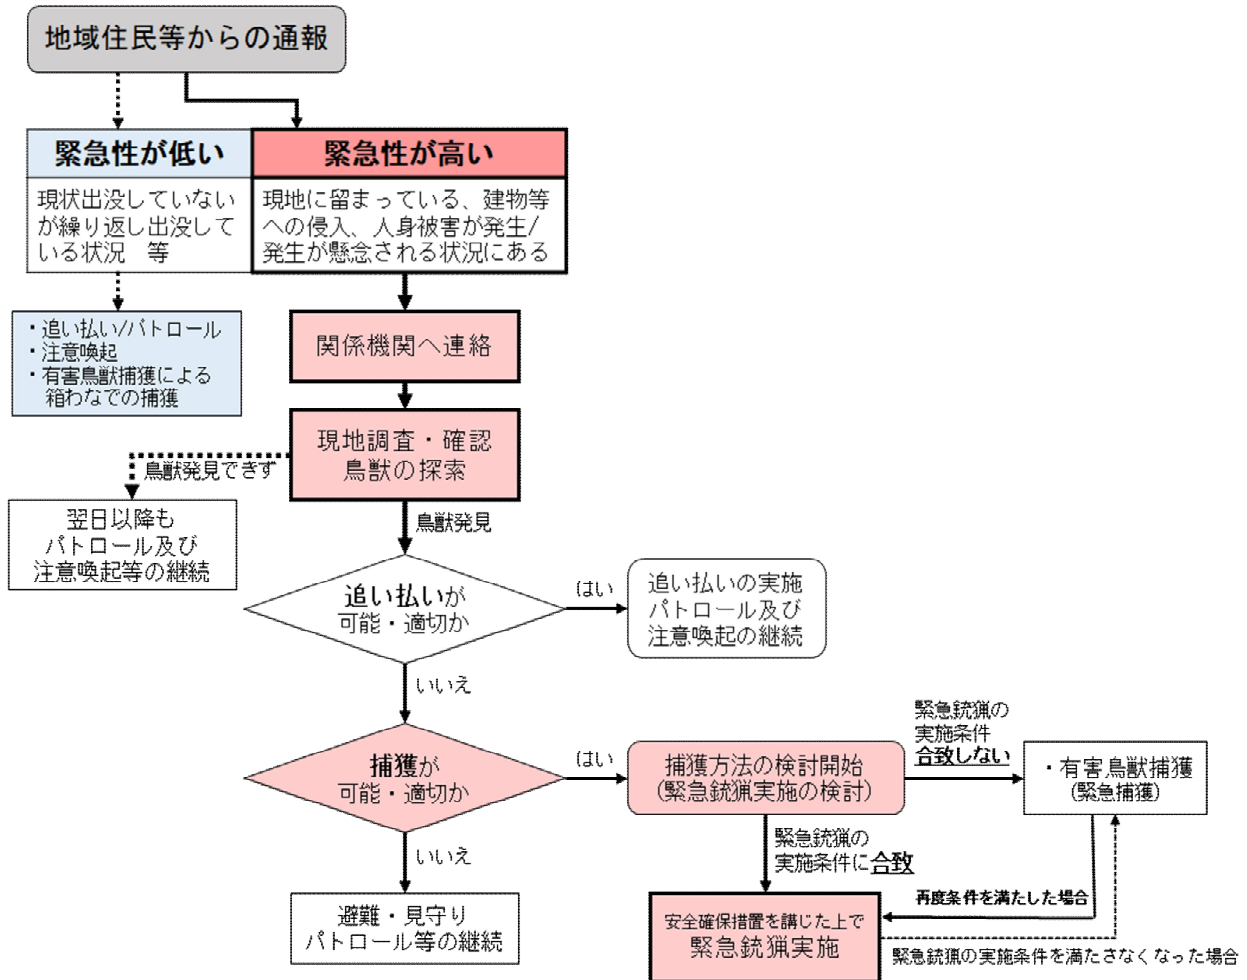 地域住民等からの通報
緊急性が低い
現状出没していない
が繰り返し出没して
いる状況　等
緊急性が高い
現地に留まっている、建物等
への侵入、人身被害が発生/
発生が懸念される状況にある
・追い払い/パトロール
・注意喚起
・有害鳥獣捕獲による
箱わなでの捕獲
関係機関へ連絡
現地調査・確認
鳥獣の探索
鳥獣発見できず
翌日以降も
パトロール及び
注意喚起等の継続
鳥獣発見
追い払いが
可能・適切か
はい
追い払いの実施
パトロール及び
注意喚起の継続
いいえ
捕獲が
可能・適切か
はい
捕獲方法の検討開始
(緊急銃猟実施の検討)
緊急銃猟の
実施条件
合致しない
・有害鳥獣捕獲
(緊急捕獲)
いいえ
避難・見守り
パトロール等の継続
緊急銃猟の
実施条件に合致
安全確保措置を講じた上で
緊急銃猟実施
再度条件を満たした場合
緊急銃猟の実施条件を満たさなくなった場合